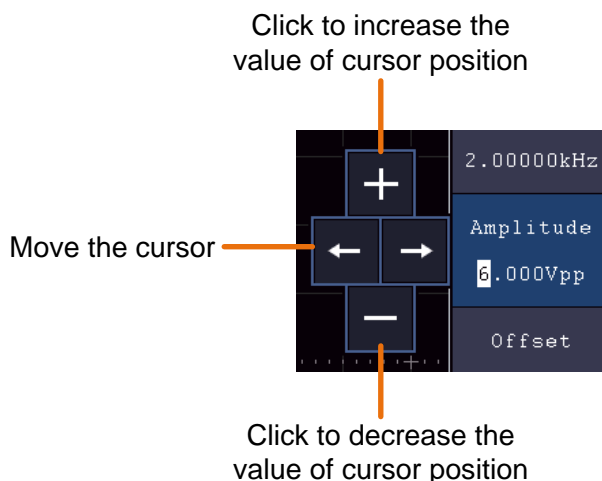 Click to increase the
value of cursor position
2.00000kHz
+
Amplitude
Move the cursor
← →
6.000Vpp
−
Offset
Click to decrease the
value of cursor position